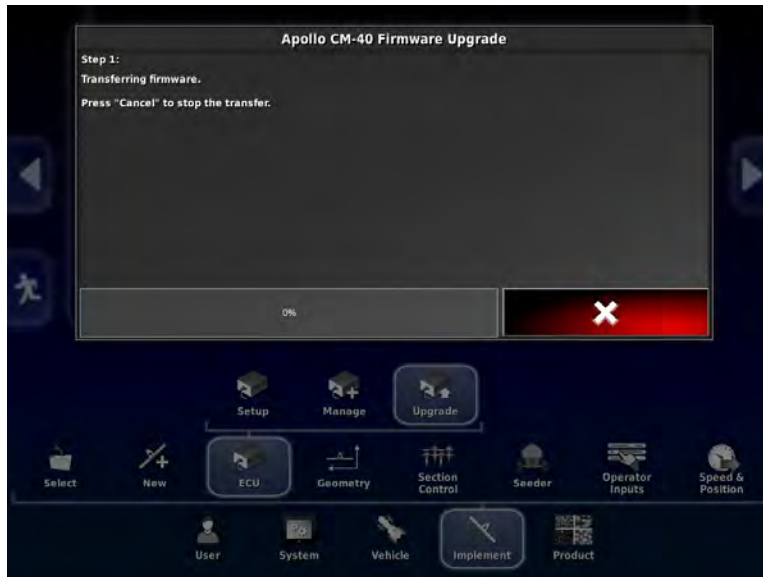 Apollo CM-40 Firmware Upgrade
Step 1:
Transferring firmware.
Press "Cancel" to stop the transfer.
0%
Setup
Manage
Upgrade
Select
New
ECU
Geometry
Section
Control
Seeder
Operator
Inputs
Speed &
Position
User
System
Vehicle
Implement
Product